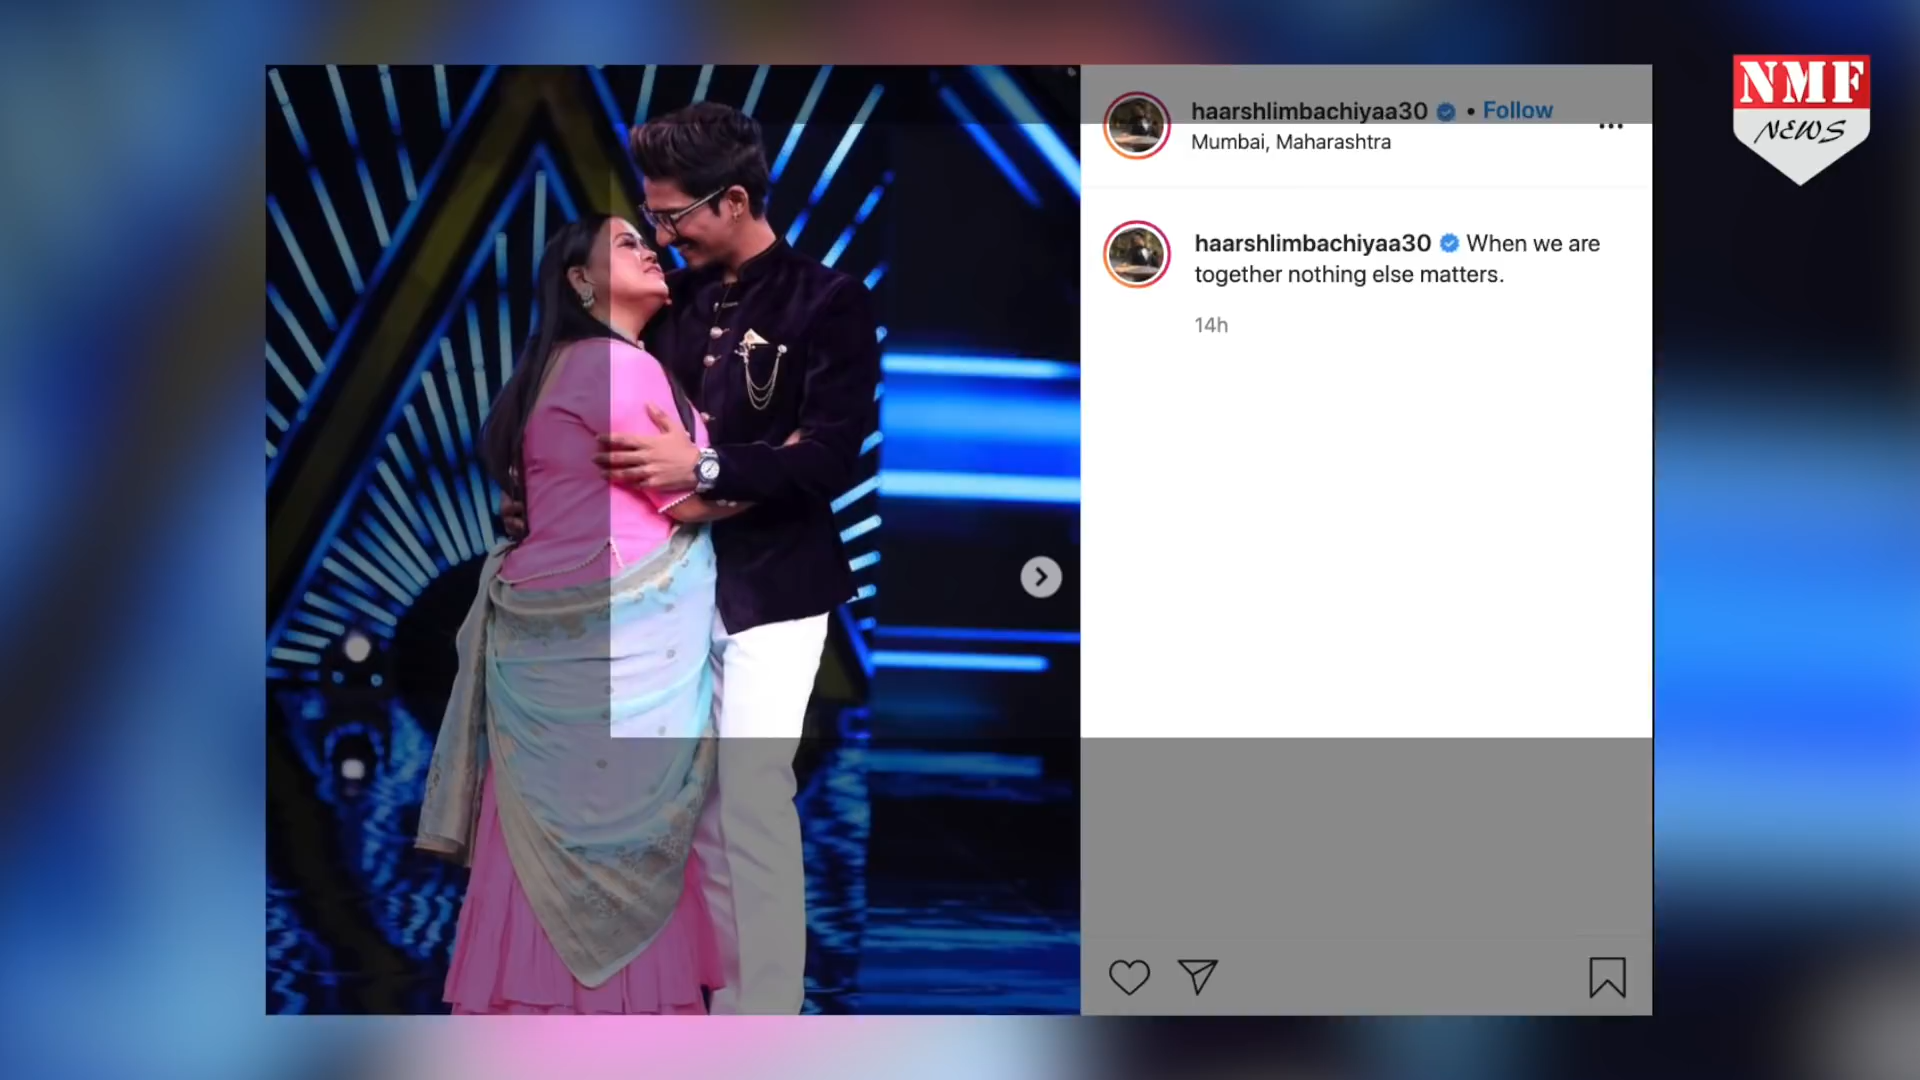 NMF
NEWS
haarshlimbachiyaa30 • Follow
Mumbai, Maharashtra
haarshlimbachiyaa30 When we are
together nothing else matters.
14h